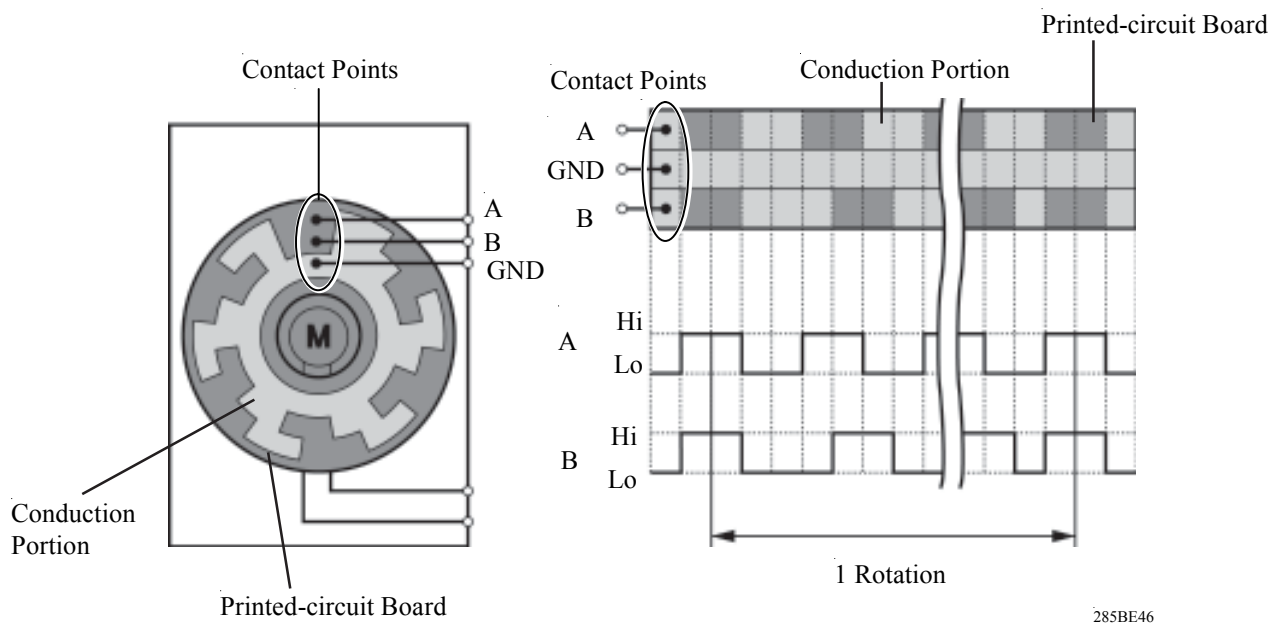 Printed-circuit Board
Contact Points
Conduction Portion
Contact Points
A
GND
B
A
B
GND
M
Hi
A
Lo
Hi
B
Lo
Conduction
Portion
1 Rotation
Printed-circuit Board
285BE46